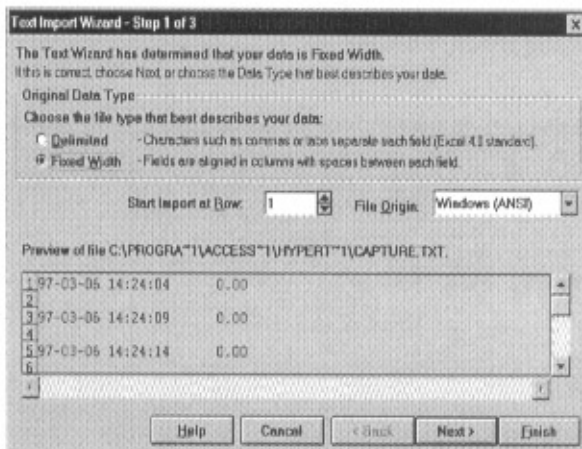 Text Import Wizard - Step 1 of 3
The Text Wizard has determined that your data is Fixed Width.
If this is correct, choose Next, or choose the Data Type that best describes your data.
Original Data Type
Choose the file type that best describes your data:
Delimited - Characters such as commas or tabs separate each field (Excel 4.0 standard).
Fixed Width - Fields are aligned in columns with spaces between each field.
Start Import at Row: 1 File Origin: Windows (ANSI)
Preview of file C:\PROGRA~1\ACCESS~1\HYPERT~1\CAPTURE.TXT.
1 97-03-06 14:24:04 0.00
2
3 97-03-06 14:24:09 0.00
4
5 97-03-06 14:24:14 0.00
6
Help Cancel < Back Next > Finish